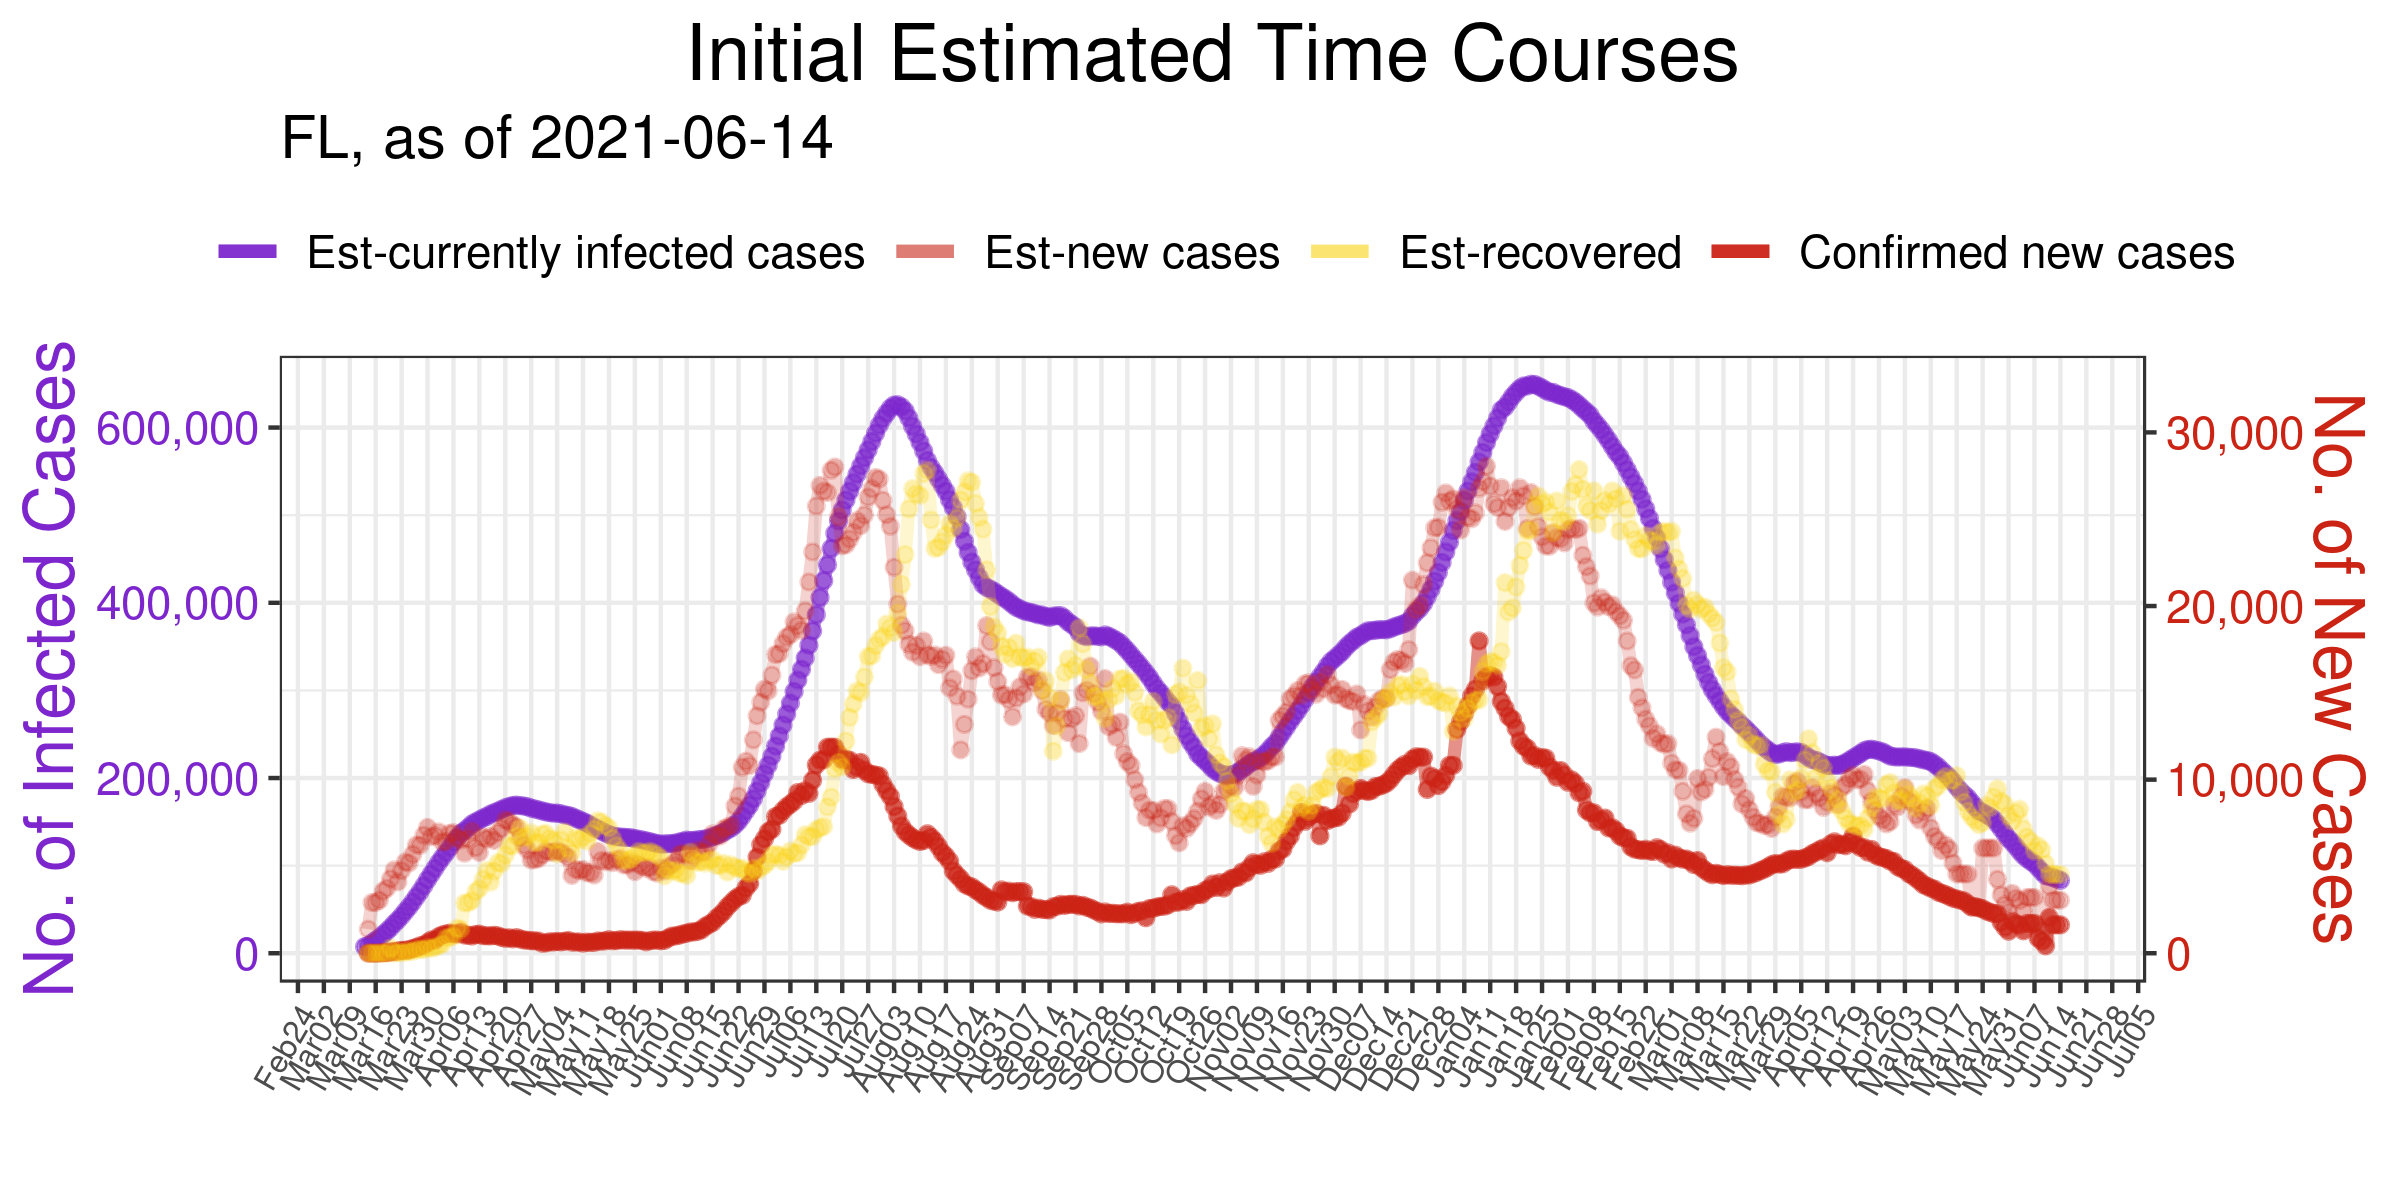 Initial Estimated Time Courses
FL, as of 2021-06-14
Est-currently infected cases
Est-new cases
Est-recovered
Confirmed new cases
No. of Infected Cases
600,000
400,000
200,000
0
30,000
20,000
10,000
0
No. of New Cases
Feb24
Mar02
Mar09
Mar16
Mar23
Mar30
Apr06
Apr13
Apr20
Apr27
May04
May11
May18
May25
Jun01
Jun08
Jun15
Jun22
Jun29
Jul06
Jul13
Jul20
Jul27
Aug03
Aug10
Aug17
Aug24
Aug31
Sep07
Sep14
Sep21
Sep28
Oct05
Oct12
Oct19
Oct26
Nov02
Nov09
Nov16
Nov23
Nov30
Dec07
Dec14
Dec21
Dec28
Jan04
Jan11
Jan18
Jan25
Feb01
Feb08
Feb15
Feb22
Mar01
Mar08
Mar15
Mar22
Mar29
Apr05
Apr12
Apr19
Apr26
May03
May10
May17
May24
May31
Jun07
Jun14
Jun21
Jun28
Jul05